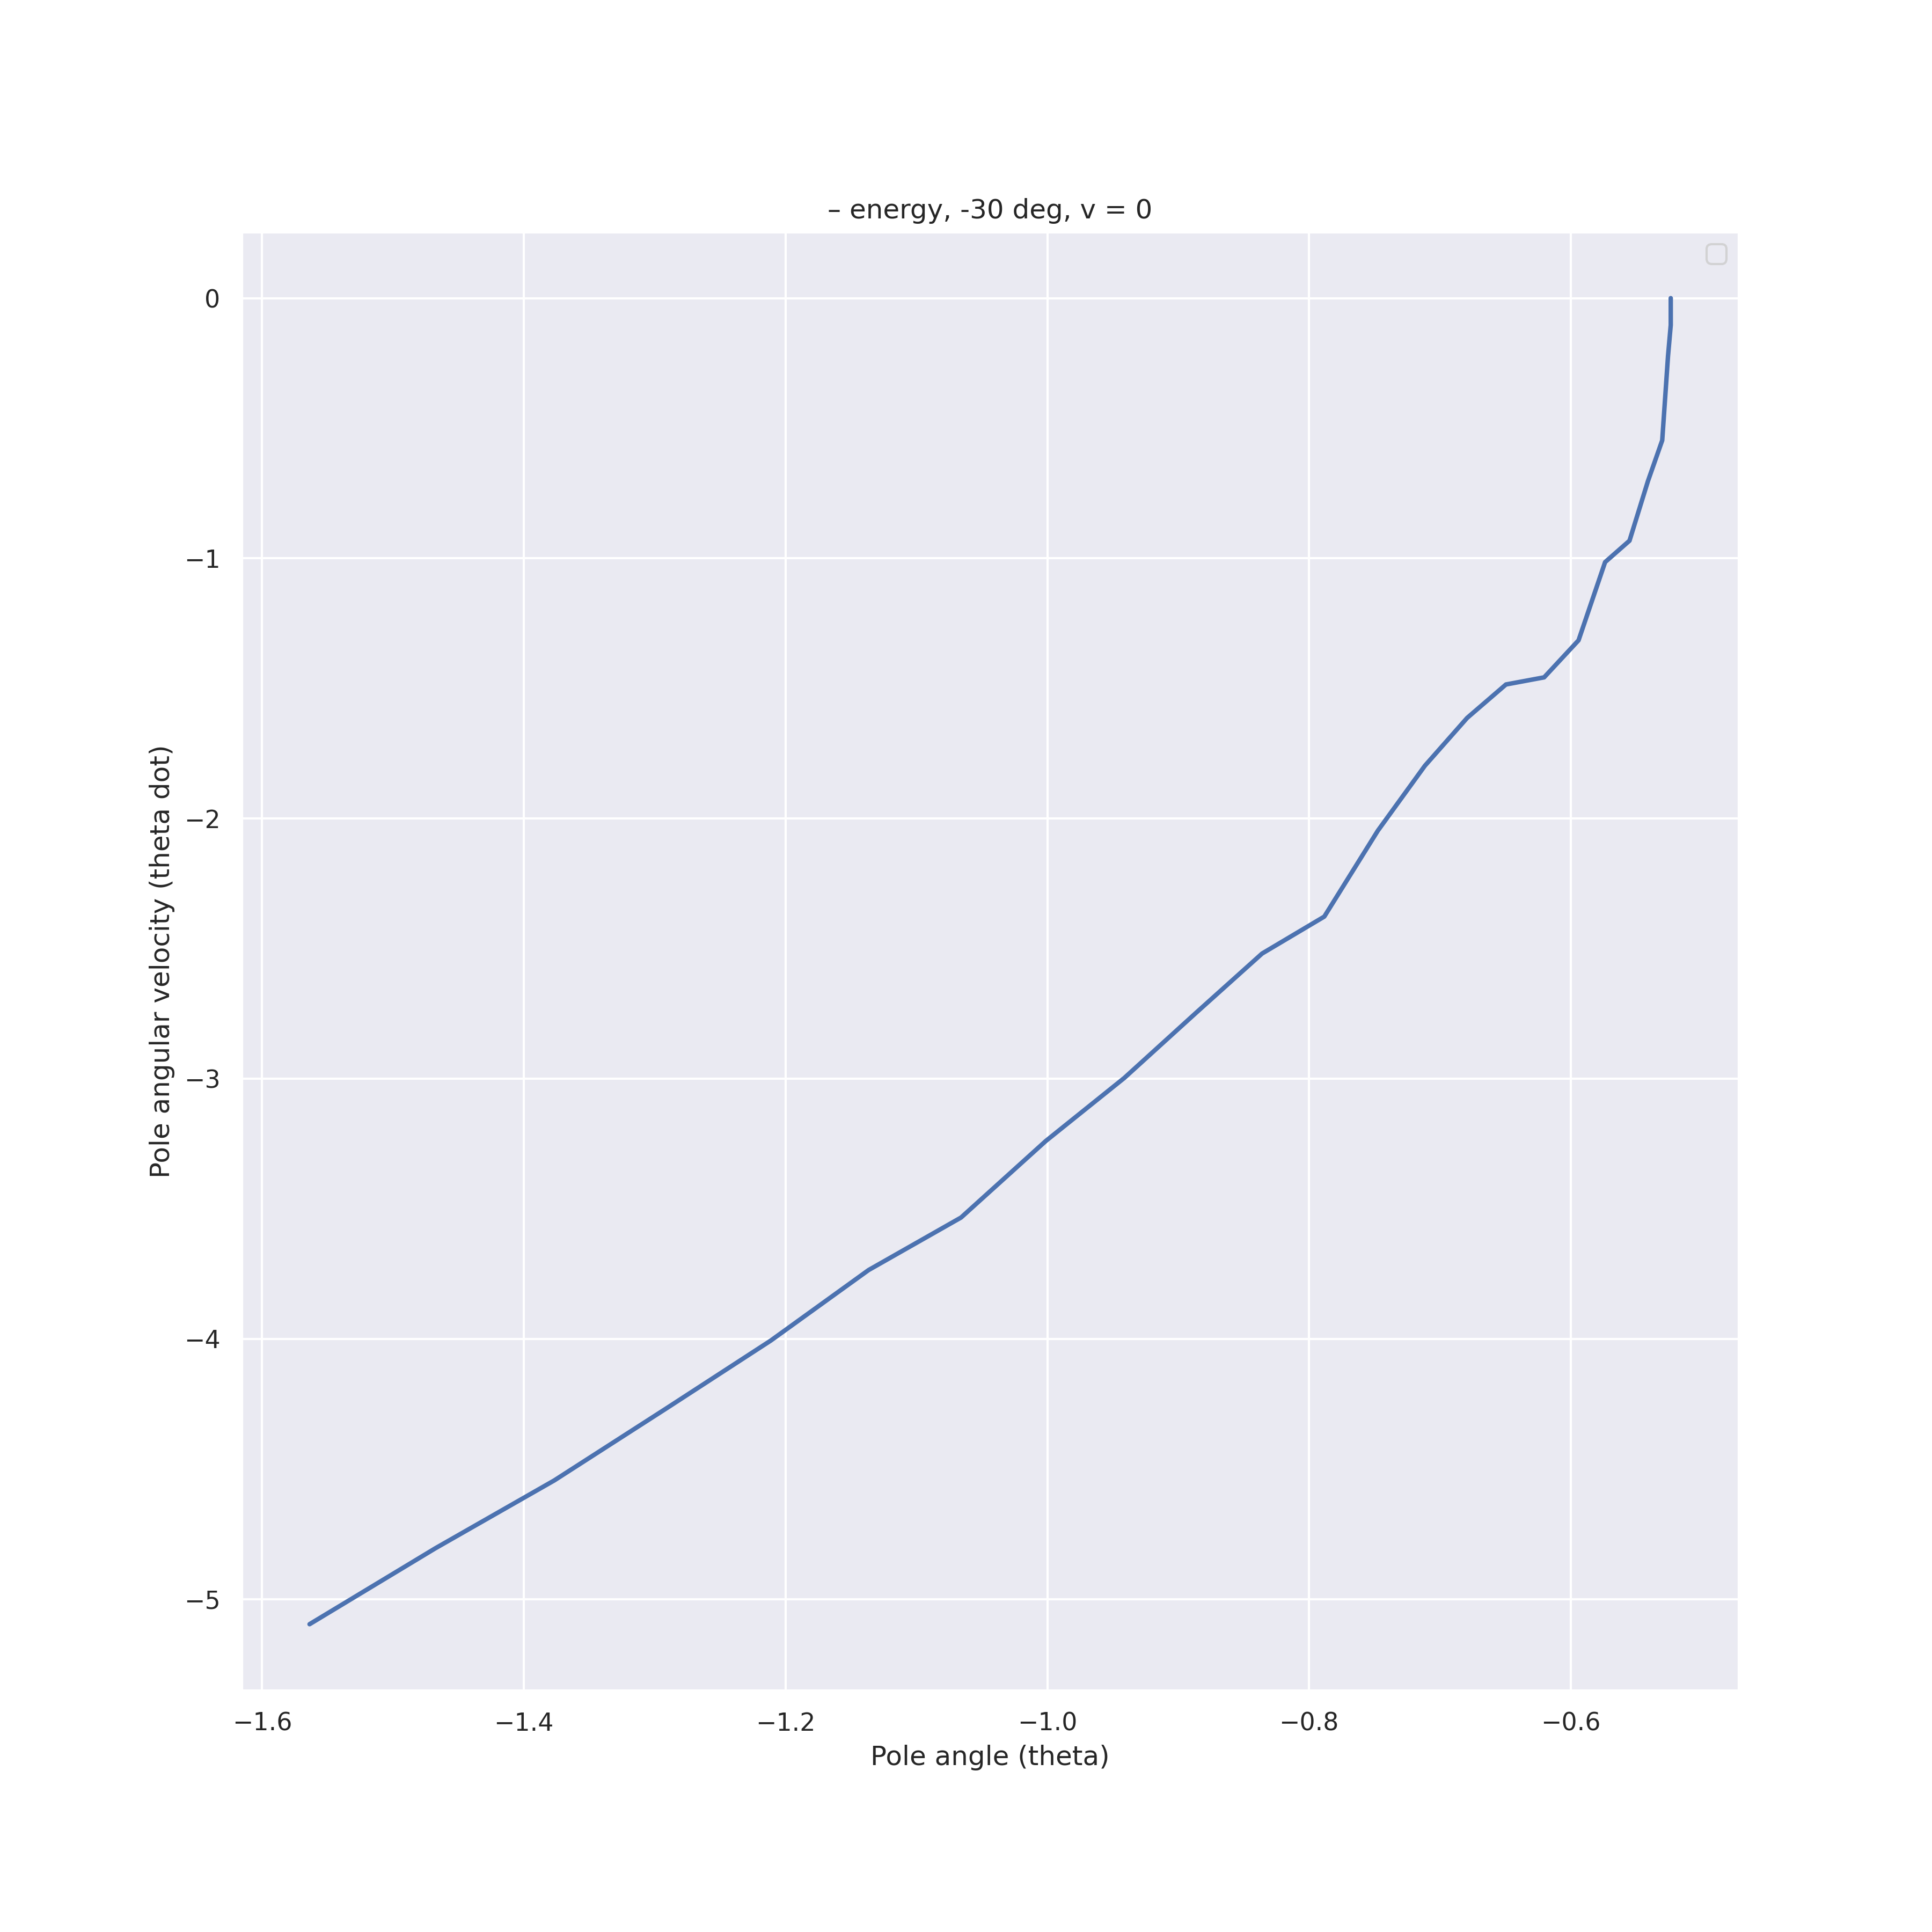 – energy, -30 deg, v = 0
0
−1
−2
−3
−4
−5
Pole angular velocity (theta dot)
−1.6 −1.4 −1.2 −1.0 −0.8 −0.6
Pole angle (theta)